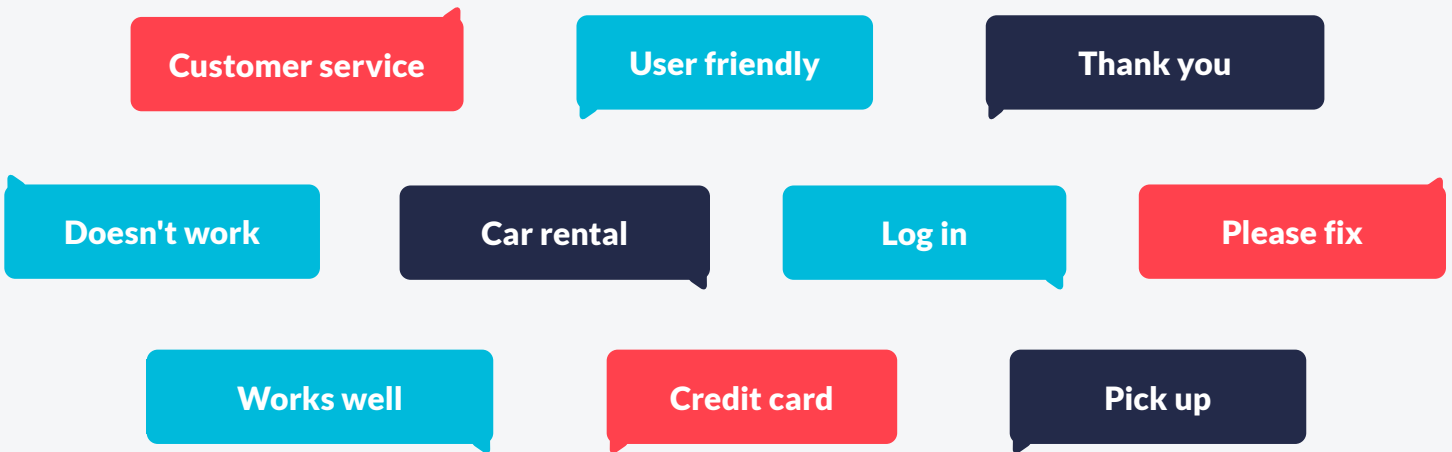 Customer service
User friendly
Thank you
Doesn't work
Car rental
Log in
Please fix
Works well
Credit card
Pick up